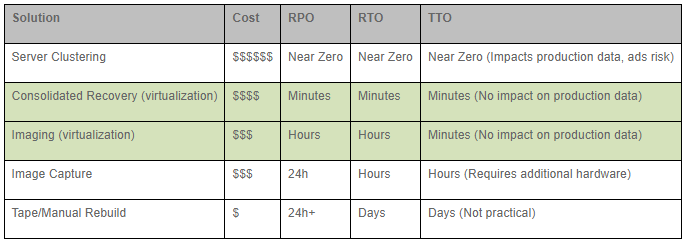 Solution Cost RPO RTO TTO
Server Clustering $$$$$$ Near Zero Near Zero Near Zero (Impacts production data, ads risk)
Consolidated Recovery (virtualization) $$$$ Minutes Minutes Minutes (No impact on production data)
Imaging (virtualization) $$$ Hours Hours Minutes (No impact on production data)
Image Capture $$$ 24h Hours Hours (Requires additional hardware)
Tape/Manual Rebuild $ 24h+ Days Days (Not practical)